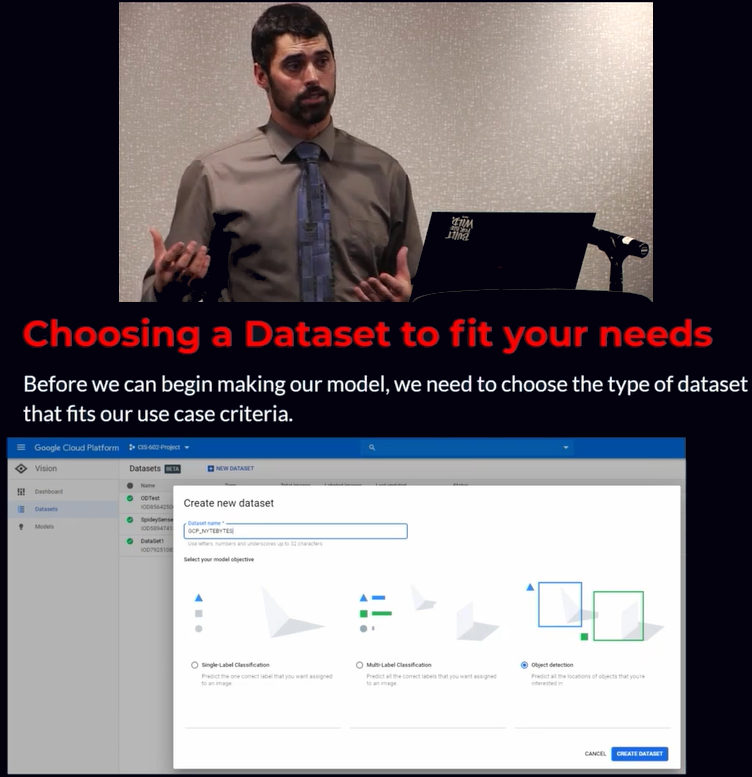 BUILT
FOR THE
WILD
Choosing a Dataset to fit your needs
Before we can begin making our model, we need to choose the type of dataset
that fits our use case criteria.
Google Cloud Platform
CIS-602-Project
Vision
Datasets BETA
NEW DATASET
Dashboard
Datasets
Models
Name
ODTest
SpideySense
DataSet1
Create new dataset
Dataset name *
GCP_NYTEBYTES
Use letters, numbers and underscores up to 32 characters.
Select your model objective
Single-Label Classification
Predict the one correct label that you want assigned
to an image.
Multi-Label Classification
Predict all the correct labels that you want assigned
to an image.
Object detection
Predict all the locations of objects that you're
interested in.
CANCEL
CREATE DATASET